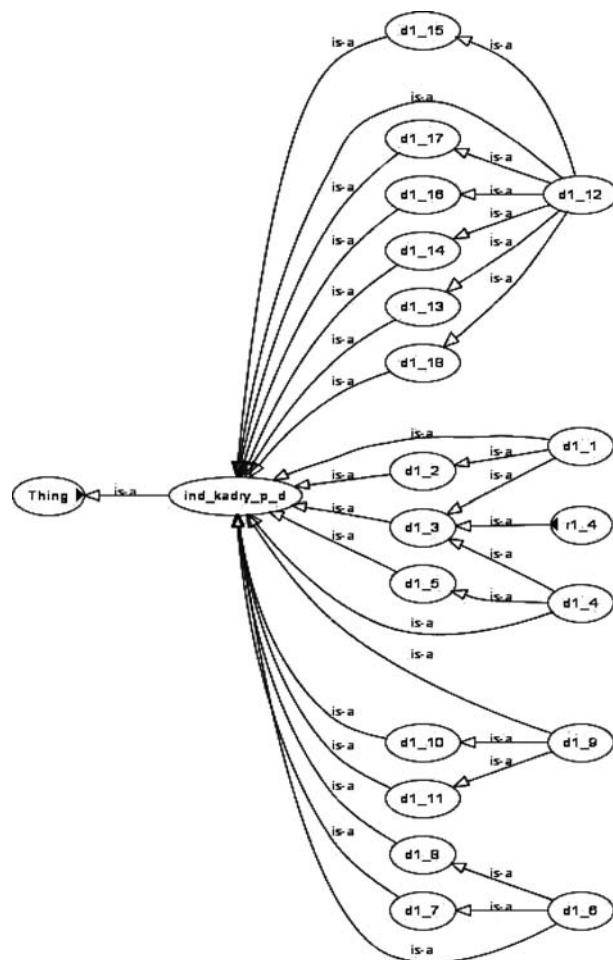 d1_15
is-a
is-a
is-a
d1_17
is-a
is-a
d1_16
is-a
d1_12
is-a
is-a
d1_14
is-a
is-a
d1_13
is-a
is-a
is-a
d1_18
is-a
is-a
d1_1
is-a
is-a
d1_2
Thing
is-a
ind_kadry_p_d
is-a
is-a
d1_3
is-a
r1_4
is-a
is-a
d1_5
is-a
d1_4
is-a
is-a
is-a
d1_10
is-a
d1_9
is-a
is-a
d1_11
is-a
d1_8
is-a
is-a
d1_7
is-a
d1_6
is-a